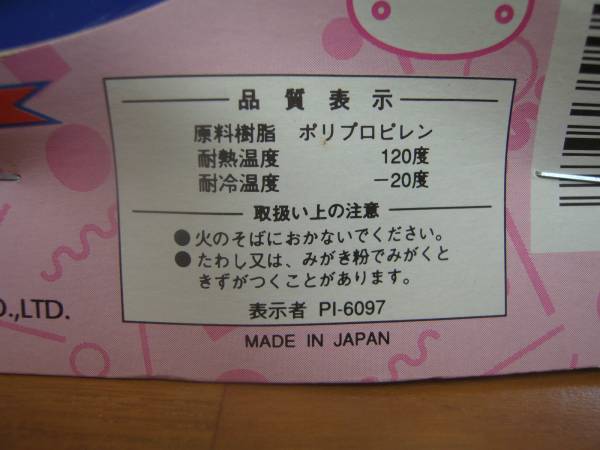 品質表示
原料樹脂 ポリプロピレン
耐熱温度 120度
耐冷温度 −20度
取扱い上の注意
●火のそばにおかないでください。
●たわし又は、みがき粉でみがくと
きずがつくことがあります。
表示者 PI-6097
O.,LTD.
MADE IN JAPAN